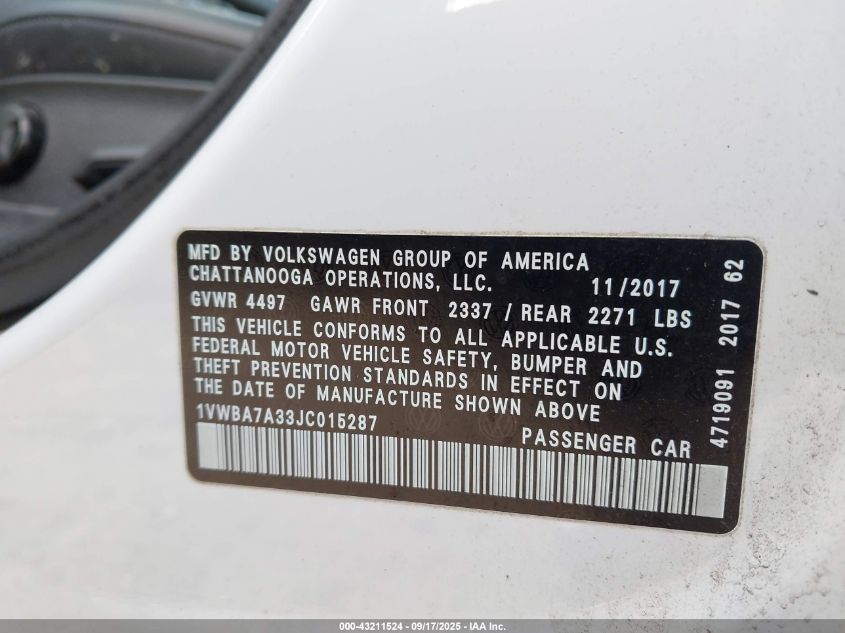 MFD BY VOLKSWAGEN GROUP OF AMERICA
CHATTANOOGA OPERATIONS, LLC. 11/2017
GVWR 4497 GAWR FRONT 2337 / REAR 2271 LBS
THIS VEHICLE CONFORMS TO ALL APPLICABLE U.S.
FEDERAL MOTOR VEHICLE SAFETY, BUMPER AND
THEFT PREVENTION STANDARDS IN EFFECT ON
THE DATE OF MANUFACTURE SHOWN ABOVE
1VWBA7A33JC015287 PASSENGER CAR
4719091 2017 62
000-43211524 - 09/17/2025 - IAA Inc.